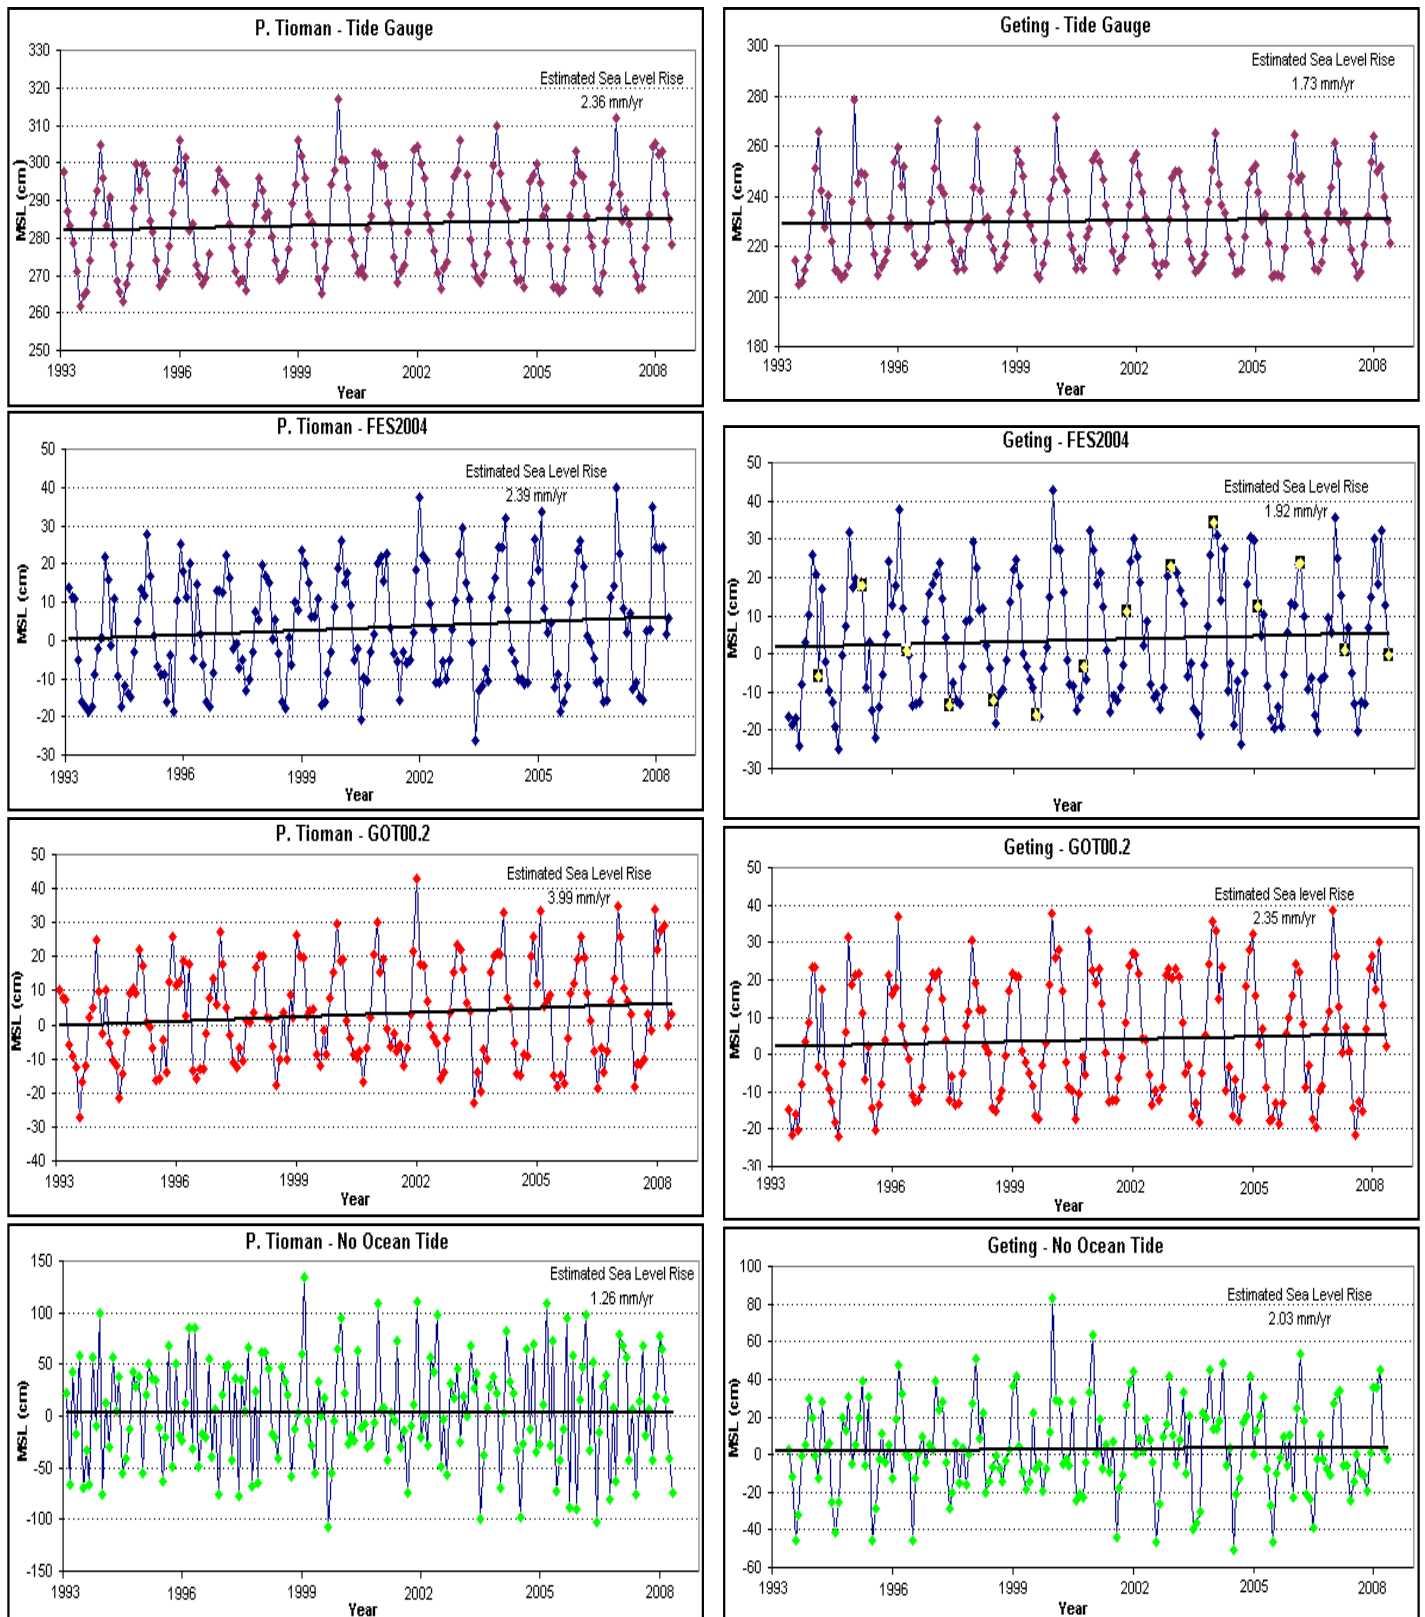 P. Tioman - Tide Gauge
Estimated Sea Level Rise
2.36 mm/yr
MSL (cm)
330
320
310
300
290
280
270
260
250
1993 1996 1999 2002 2005 2008
Year
Geting - Tide Gauge
Estimated Sea Level Rise
1.73 mm/yr
MSL (cm)
300
280
260
240
220
200
180
1993 1996 1999 2002 2005 2008
Year
P. Tioman - FES2004
Estimated Sea Level Rise
2.39 mm/yr
MSL (cm)
50
40
30
20
10
0
-10
-20
-30
1993 1996 1999 2002 2005 2008
Year
Geting - FES2004
Estimated Sea Level Rise
1.92 mm/yr
MSL (cm)
50
40
30
20
10
0
-10
-20
-30
Year
P. Tioman - GOT00.2
Estimated Sea Level Rise
3.99 mm/yr
MSL (cm)
50
40
30
20
10
0
-10
-20
-30
-40
1993 1996 1999 2002 2005 2008
Year
Geting - GOT00.2
Estimated Sea level Rise
2.35 mm/yr
MSL (cm)
50
40
30
20
10
0
-10
-20
-30
1993 1996 1999 2002 2005 2008
Year
P. Tioman - No Ocean Tide
Estimated Sea Level Rise
1.26 mm/yr
MSL (cm)
150
100
50
0
-50
-100
-150
1993 1996 1999 2002 2005 2008
Year
Geting - No Ocean Tide
Estimated Sea Level Rise
2.03 mm/yr
MSL (cm)
100
80
60
40
20
0
-20
-40
-60
1993 1996 1999 2002 2005 2008
Year